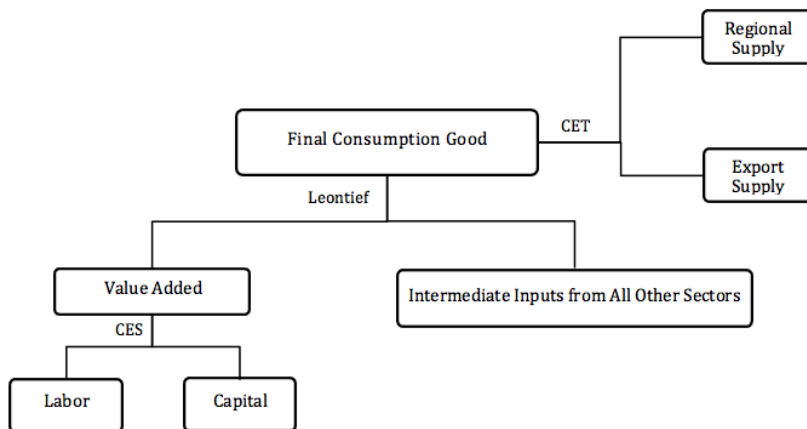 Regional
Supply
CET
Final Consumption Good
Export
Supply
Leontief
Value Added
Intermediate Inputs from All Other Sectors
CES
Labor
Capital